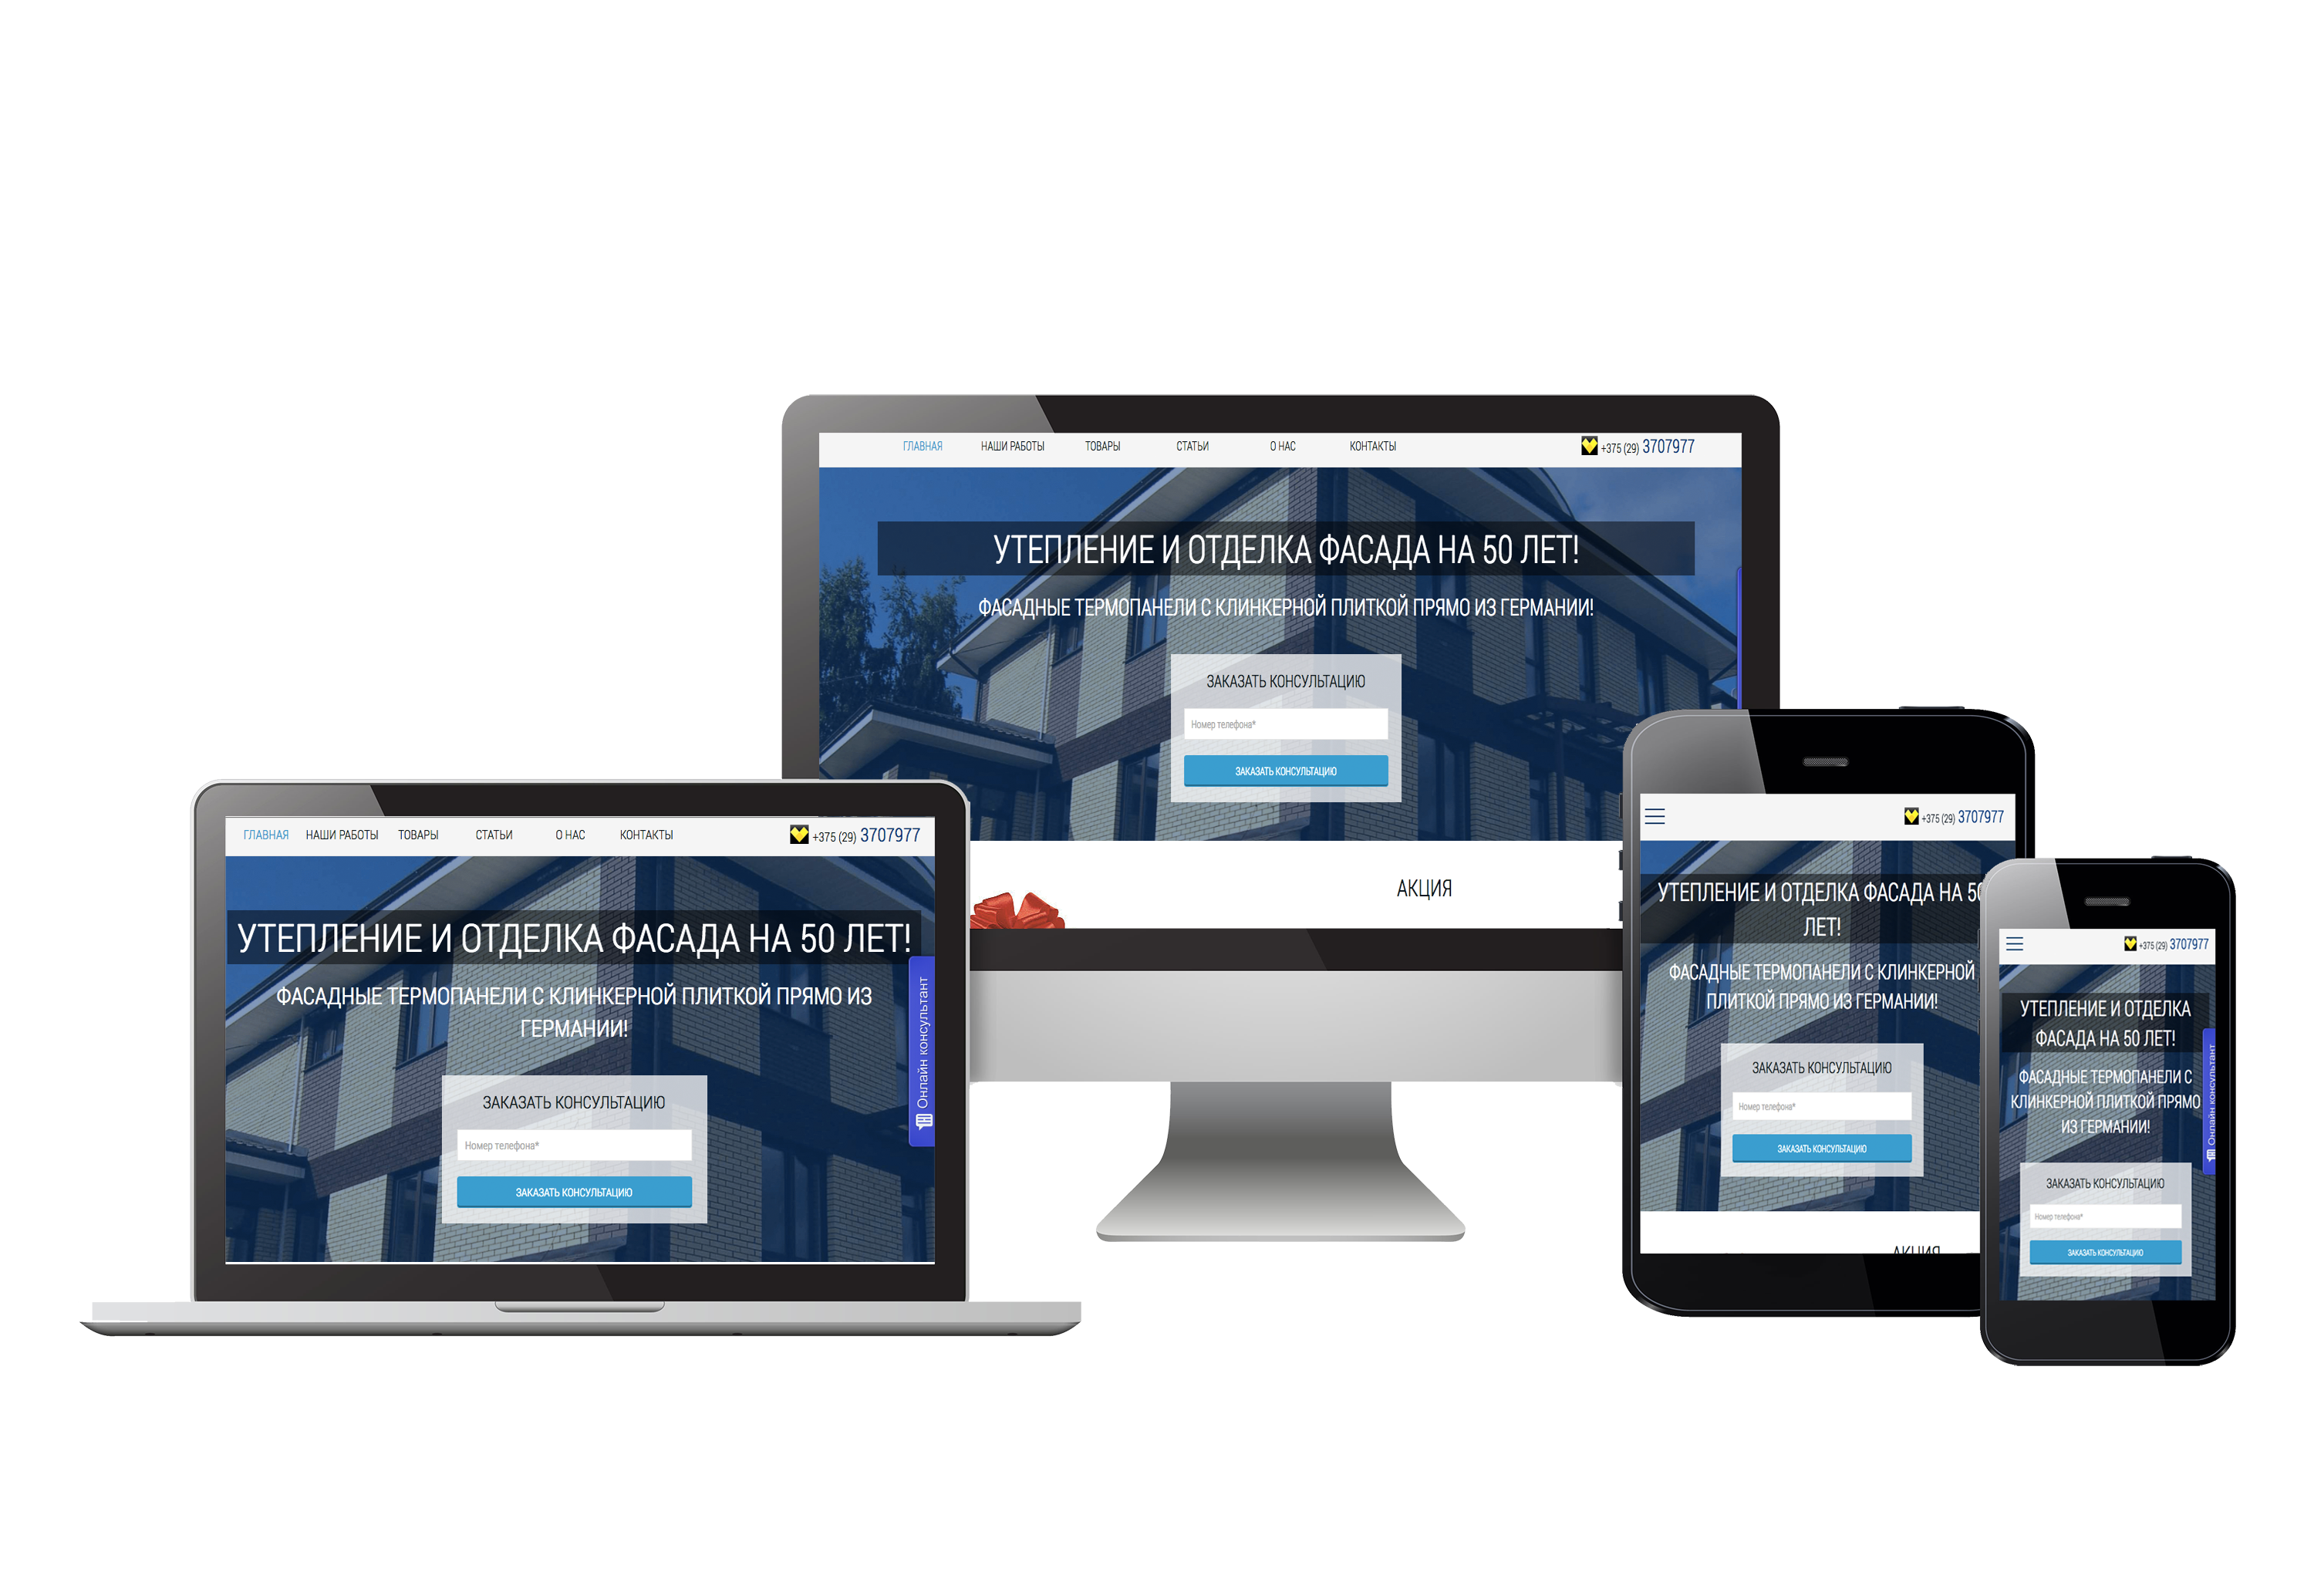 ГЛАВНАЯ НАШИ РАБОТЫ ТОВАРЫ СТАТЬИ О НАС КОНТАКТЫ +375 (29) 3707977
УТЕПЛЕНИЕ И ОТДЕЛКА ФАСАДА НА 50 ЛЕТ!
ФАСАДНЫЕ ТЕРМОПАНЕЛИ С КЛИНКЕРНОЙ ПЛИТКОЙ ПРЯМО ИЗ ГЕРМАНИИ!
ЗАКАЗАТЬ КОНСУЛЬТАЦИЮ
Номер телефона*
ЗАКАЗАТЬ КОНСУЛЬТАЦИЮ
АКЦИЯ
ГЛАВНАЯ НАШИ РАБОТЫ ТОВАРЫ СТАТЬИ О НАС КОНТАКТЫ +375 (29) 3707977
УТЕПЛЕНИЕ И ОТДЕЛКА ФАСАДА НА 50 ЛЕТ!
ФАСАДНЫЕ ТЕРМОПАНЕЛИ С КЛИНКЕРНОЙ ПЛИТКОЙ ПРЯМО ИЗ
ГЕРМАНИИ!
ЗАКАЗАТЬ КОНСУЛЬТАЦИЮ
Номер телефона*
ЗАКАЗАТЬ КОНСУЛЬТАЦИЮ
Онлайн консультант
+375 (29) 3707977
УТЕПЛЕНИЕ И ОТДЕЛКА ФАСАДА НА 50
ЛЕТ!
ФАСАДНЫЕ ТЕРМОПАНЕЛИ С КЛИНКЕРНОЙ
ПЛИТКОЙ ПРЯМО ИЗ ГЕРМАНИИ!
ЗАКАЗАТЬ КОНСУЛЬТАЦИЮ
Номер телефона*
ЗАКАЗАТЬ КОНСУЛЬТАЦИЮ
АКЦИЯ
+375 (29) 3707977
УТЕПЛЕНИЕ И ОТДЕЛКА
ФАСАДА НА 50 ЛЕТ!
ФАСАДНЫЕ ТЕРМОПАНЕЛИ С
КЛИНКЕРНОЙ ПЛИТКОЙ ПРЯМО
ИЗ ГЕРМАНИИ!
ЗАКАЗАТЬ КОНСУЛЬТАЦИЮ
Номер телефона*
ЗАКАЗАТЬ КОНСУЛЬТАЦИЮ
Онлайн консультант